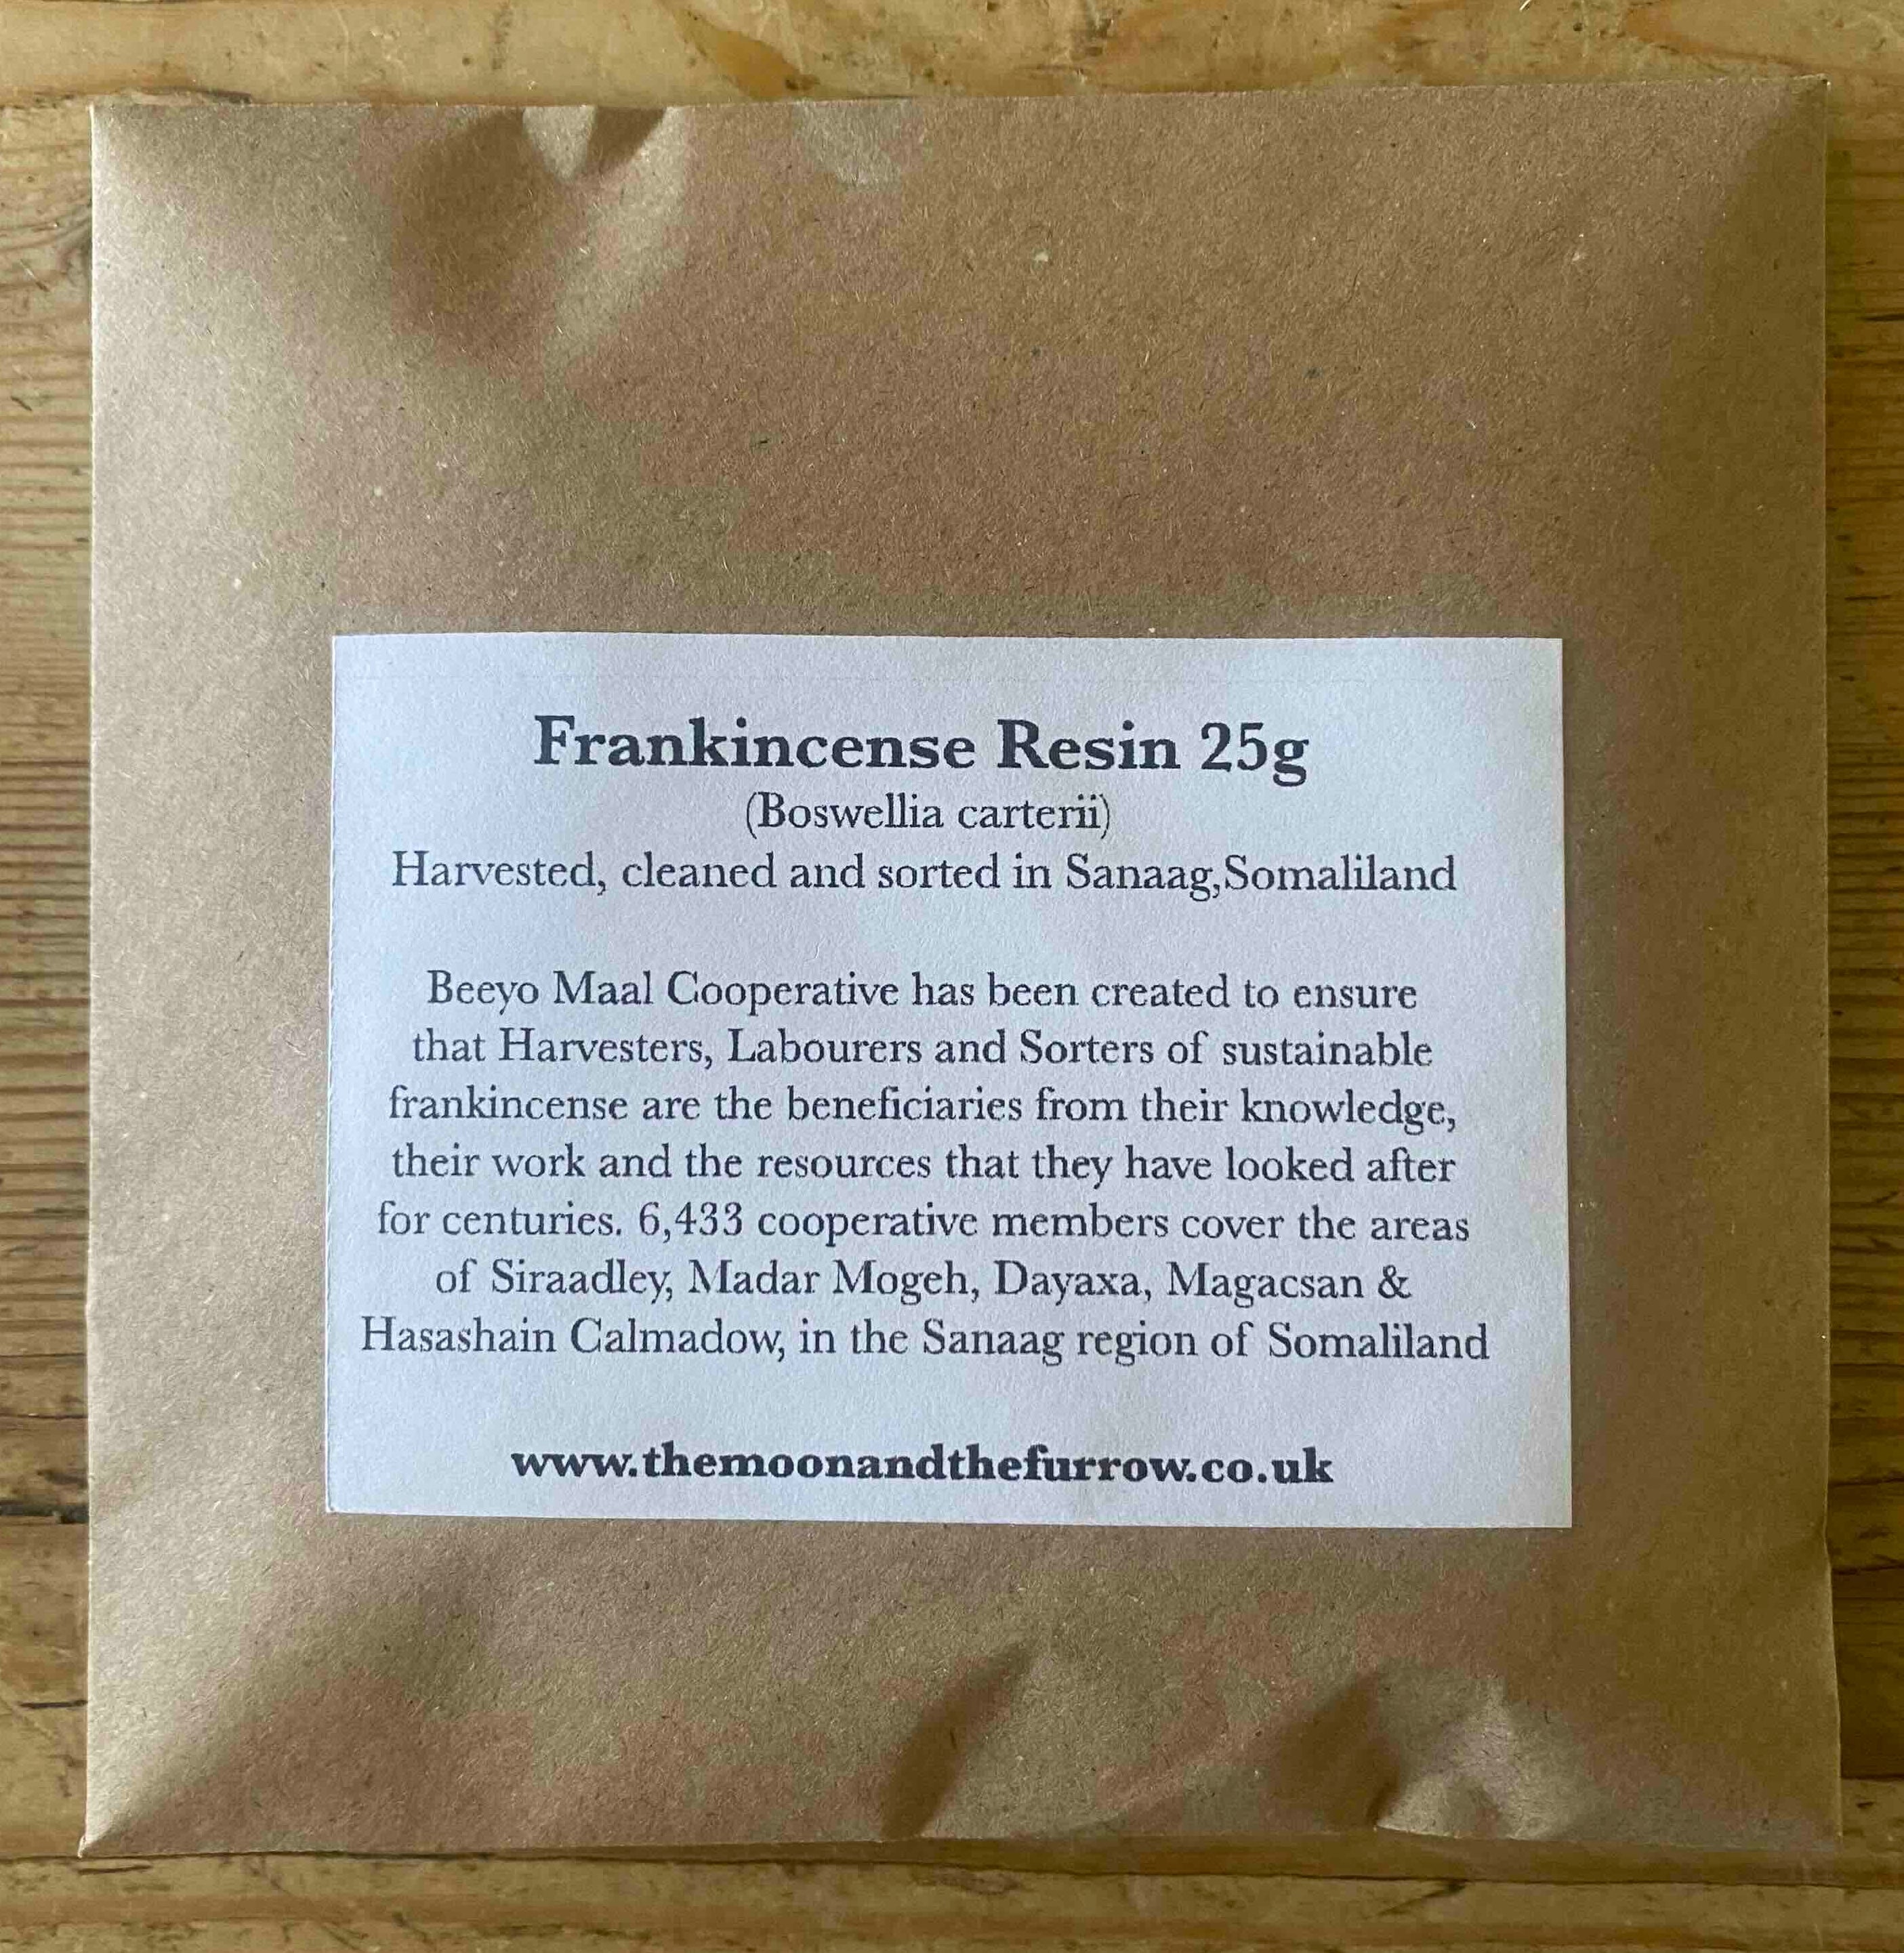 Frankincense Resin 25g
(Boswellia carterii)
Harvested, cleaned and sorted in Sanaag,Somaliland
Beeyo Maal Cooperative has been created to ensure
that Harvesters, Labourers and Sorters of sustainable
frankincense are the beneficiaries from their knowledge,
their work and the resources that they have looked after
for centuries. 6,433 cooperative members cover the areas
of Siraadley, Madar Mogeh, Dayaxa, Magacsan &
Hasashain Calmadow, in the Sanaag region of Somaliland
www.themoonandthefurrow.co.uk